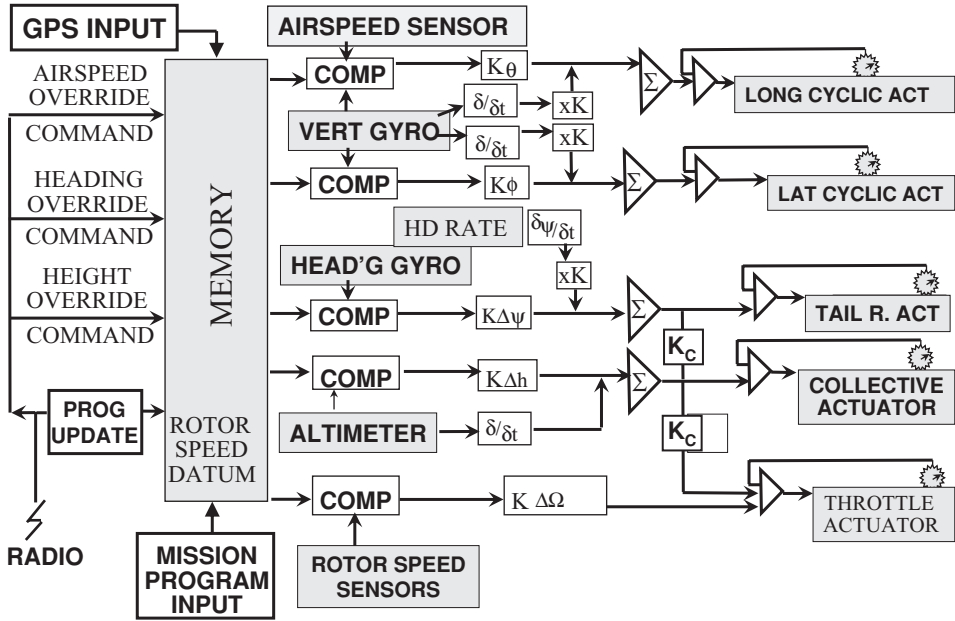 GPS INPUT
AIRSPEED SENSOR
AIRSPEED
OVERRIDE
COMMAND
HEADING
OVERRIDE
COMMAND
HEIGHT
OVERRIDE
COMMAND
PROG
UPDATE
RADIO
MEMORY
ROTOR
SPEED
DATUM
MISSION
PROGRAM
INPUT
COMP
Kθ
Σ
LONG CYCLIC ACT
VERT GYRO
δ/δt
xK
δ/δt
xK
COMP
Kϕ
Σ
LAT CYCLIC ACT
HD RATE
δψ/δt
HEAD'G GYRO
xK
COMP
KΔψ
Σ
TAIL R. ACT
KC
COMP
KΔh
Σ
COLLECTIVE
ACTUATOR
ALTIMETER
δ/δt
KC
COMP
K ΔΩ
THROTTLE
ACTUATOR
ROTOR SPEED
SENSORS